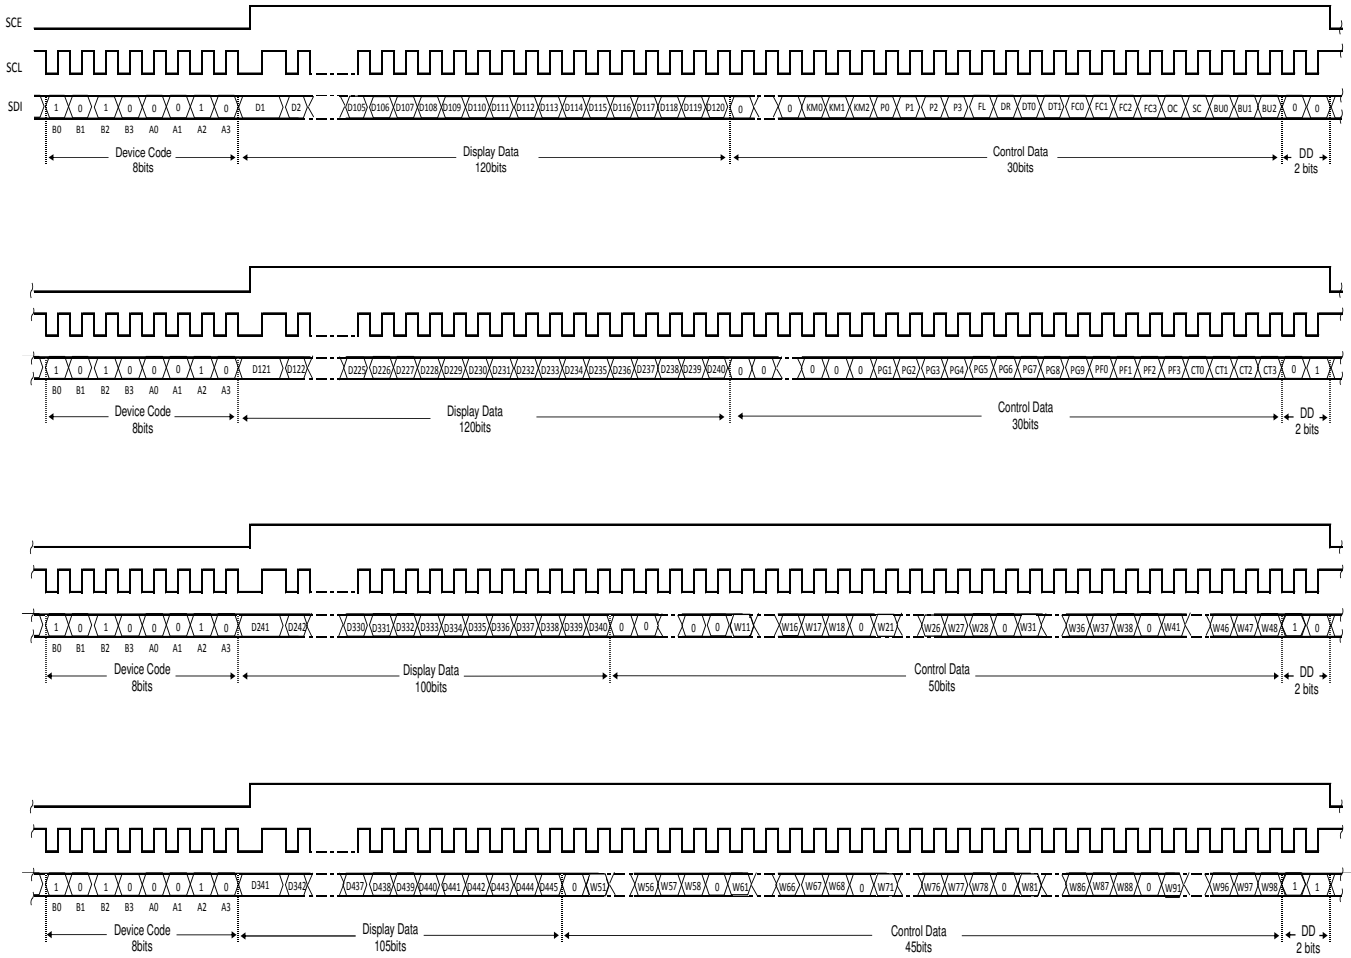 SCE
SCL
SDI 1 0 1 0 0 0 1 0 D1 D2 D105 D106 D107 D108 D109 D110 D111 D112 D113 D114 D115 D116 D117 D118 D119 D120 0 0 KM0 KM1 KM2 P0 P1 P2 P3 FL DR DT0 DT1 FC0 FC1 FC2 FC3 OC SC BU0 BU1 BU2 0 0
B0 B1 B2 B3 A0 A1 A2 A3
Device Code Display Data Control Data DD
8bits 120bits 30bits 2 bits
1 0 1 0 0 0 1 0 D121 D122 D225 D226 D227 D228 D229 D230 D231 D232 D233 D234 D235 D236 D237 D238 D239 D240 0 0 0 0 0 PG1 PG2 PG3 PG4 PG5 PG6 PG7 PG8 PG9 PF0 PF1 PF2 PF3 CT0 CT1 CT2 CT3 0 1
B0 B1 B2 B3 A0 A1 A2 A3
Device Code Display Data Control Data DD
8bits 120bits 30bits 2 bits
1 0 1 0 0 0 1 0 D241 D242 D330 D331 D332 D333 D334 D335 D336 D337 D338 D339 D340 0 0 0 0 W11 W16 W17 W18 0 W21 W26 W27 W28 0 W31 W36 W37 W38 0 W41 W46 W47 W48 1 0
B0 B1 B2 B3 A0 A1 A2 A3
Device Code Display Data Control Data DD
8bits 100bits 50bits 2 bits
1 0 1 0 0 0 1 0 D341 D342 D437 D438 D439 D440 D441 D442 D443 D444 D445 0 W51 W56 W57 W58 0 W61 W66 W67 W68 0 W71 W76 W77 W78 0 W81 W86 W87 W88 0 W91 W96 W97 W98 1 1
B0 B1 B2 B3 A0 A1 A2 A3
Device Code Display Data Control Data DD
8bits 105bits 45bits 2 bits